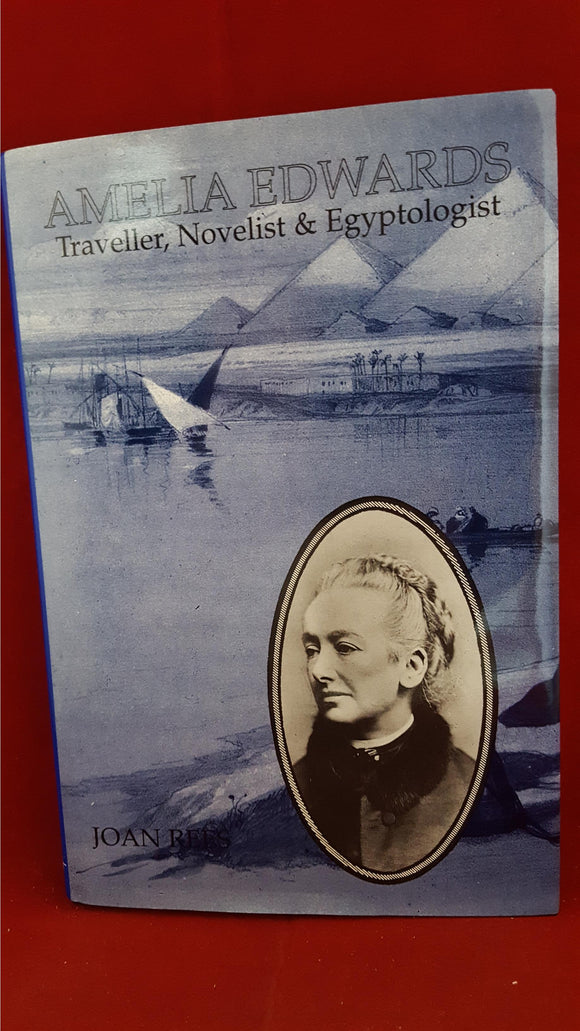 AMELIA EDWARDS
Traveller, Novelist & Egyptologist
JOAN REES